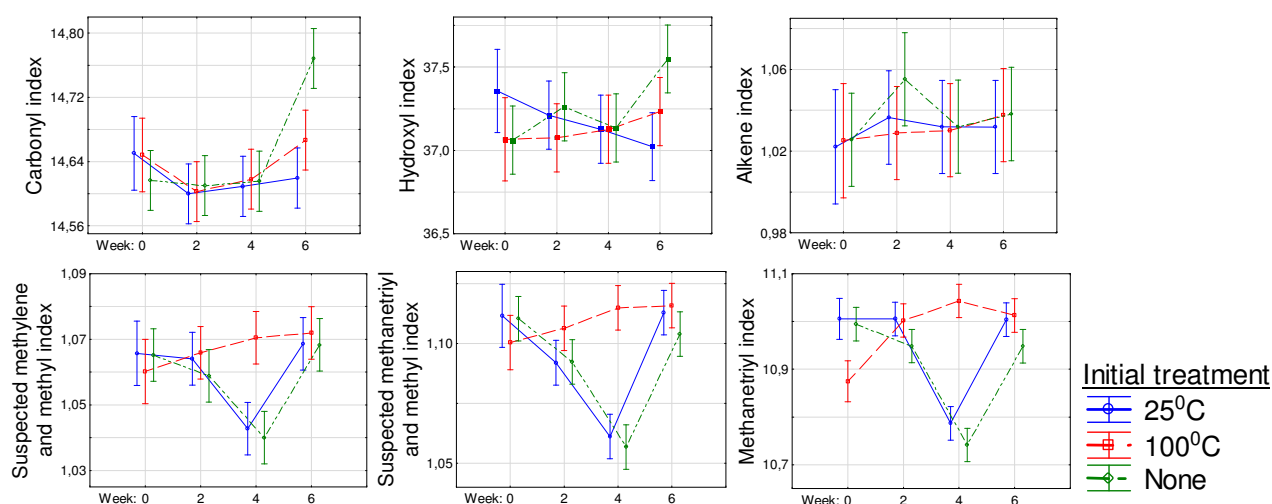 Carbonyl index
14,80
14,72
14,64
14,56
Week: 0 2 4 6
Hydroxyl index
37,5
37,0
36,5
Week: 0 2 4 6
Alkene index
1,06
1,02
0,98
Week: 0 2 4 6
Suspected methylene
and methyl index
1,09
1,07
1,05
1,03
Week: 0 2 4 6
Suspected methanetriyl
and methyl index
1,10
1,05
Week: 0 2 4 6
Methanetriyl index
11,1
10,9
10,7
Week: 0 2 4 6
Initial treatment
25⁰C
100⁰C
None